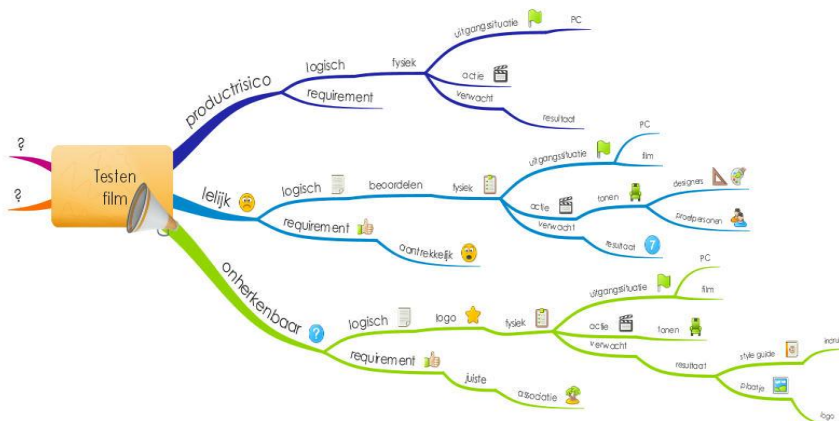 Testen
film
?
?
productrisico
logisch
fysiek
uitgangssituatie
PC
actie
verwacht
resultaat
requirement
lelijk
logisch
beoordelen
fysiek
uitgangssituatie
PC
film
actie
tonen
designers
proefpersonen
verwacht
resultaat
7
requirement
aantrekkelijk
onherkenbaar
?
logisch
logo
fysiek
uitgangssituatie
PC
film
actie
tonen
verwacht
resultaat
style guide
plaatje
logo
requirement
juiste
associatie